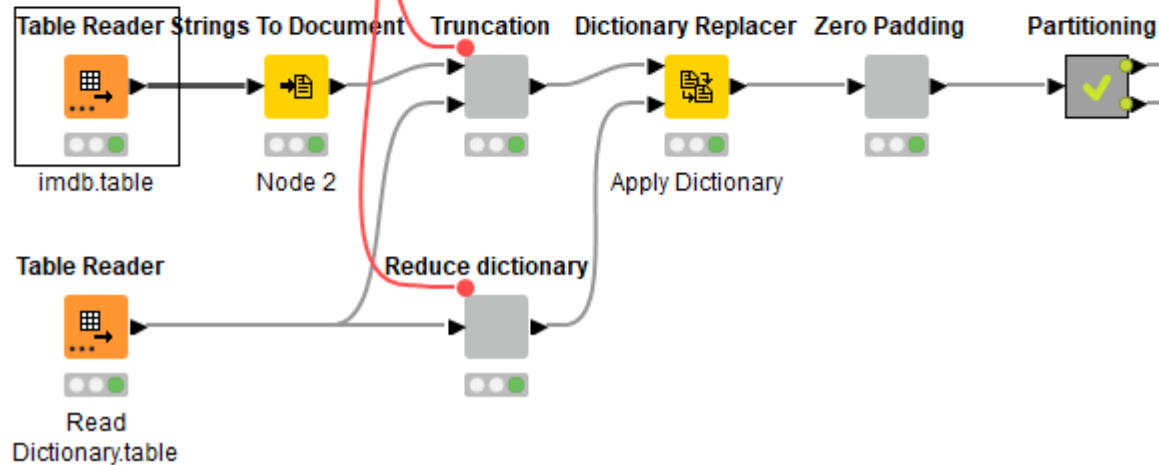 Table Reader Strings To Document Truncation Dictionary Replacer Zero Padding Partitioning
imdb.table Node 2 Apply Dictionary
Table Reader Reduce dictionary
Read
Dictionary.table